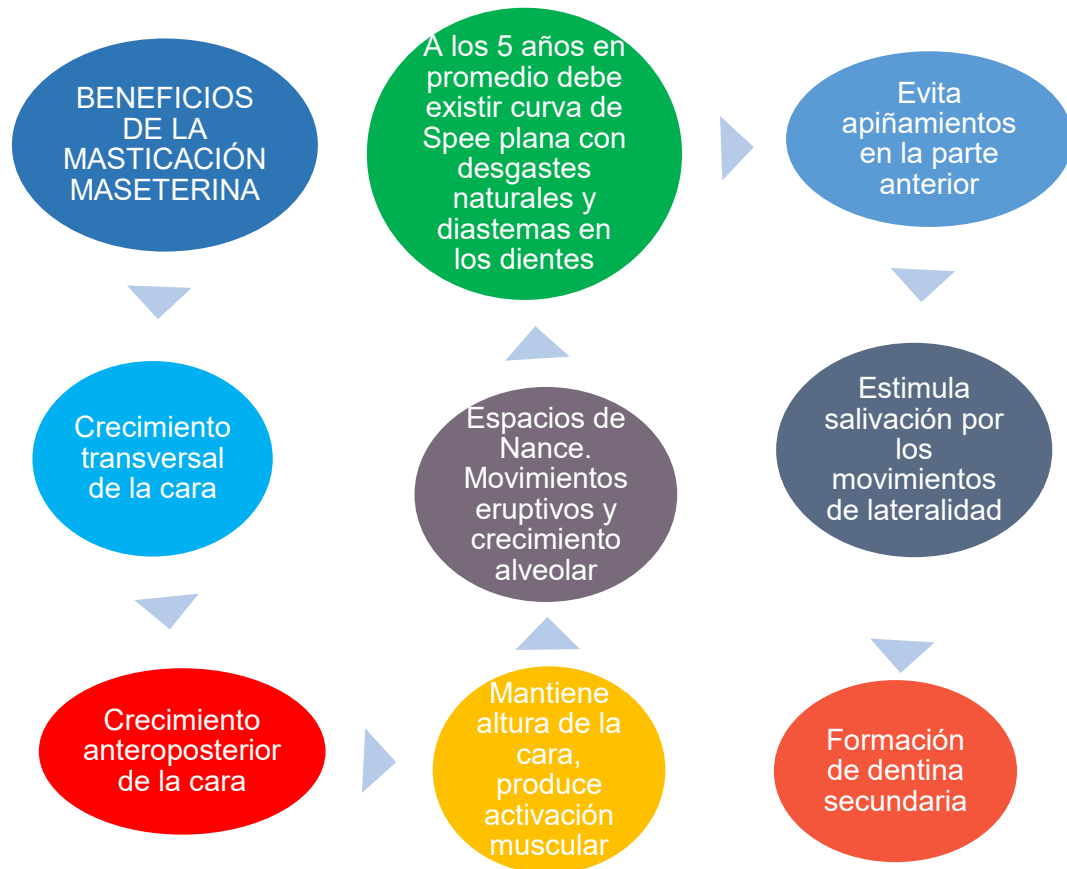 BENEFICIOS
DE LA
MASTICACIÓN
MASETERINA
Crecimiento
transversal
de la cara
Crecimiento
anteroposterior
de la cara
Mantiene
altura de la
cara,
produce
activación
muscular
Espacios de
Nance.
Movimientos
eruptivos y
crecimiento
alveolar
A los 5 años en
promedio debe
existir curva de
Spee plana con
desgastes
naturales y
diastemas en
los dientes
Evita
apiñamientos
en la parte
anterior
Estimula
salivación por
los
movimientos
de lateralidad
Formación
de dentina
secundaria